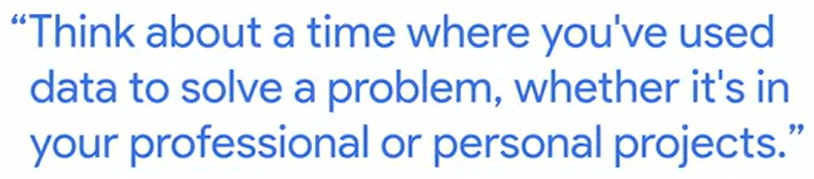 “Think about a time where you've used
data to solve a problem, whether it's in
your professional or personal projects.”